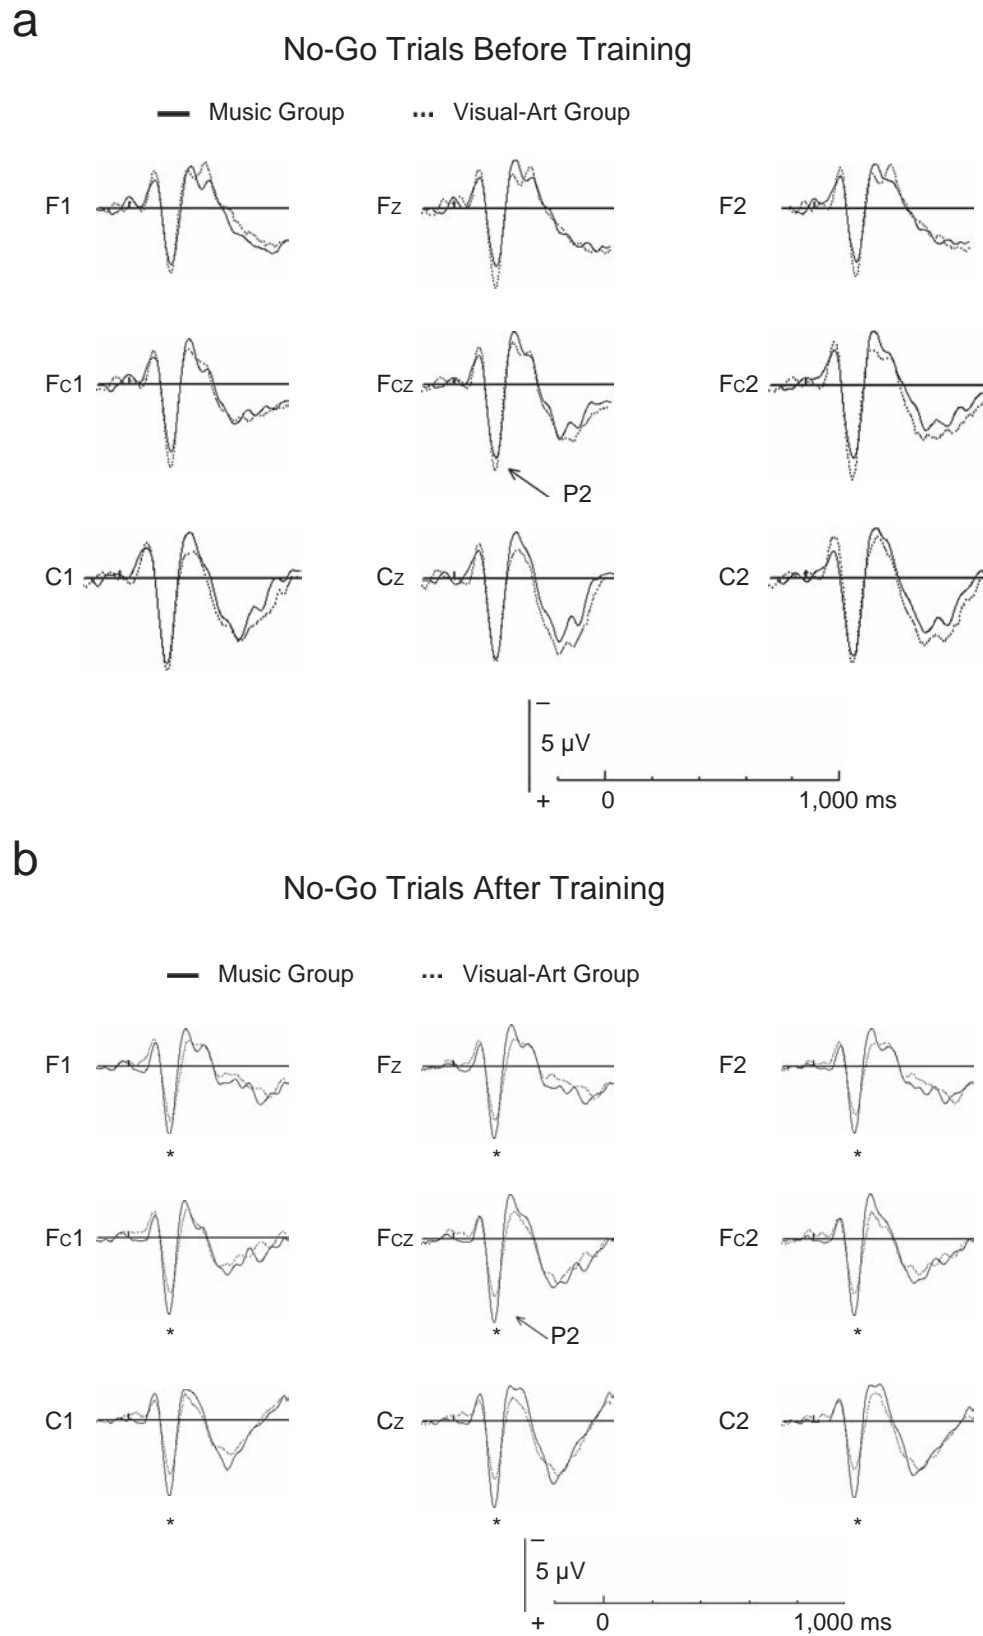 a
No-Go Trials Before Training
Music Group Visual-Art Group
F1 Fz F2
Fc1 Fcz Fc2
P2
C1 Cz C2
–
5 µV
+ 0 1,000 ms
b
No-Go Trials After Training
Music Group Visual-Art Group
F1 Fz F2
* * *
Fc1 Fcz Fc2
* * P2 *
C1 Cz C2
* * *
–
5 µV
+ 0 1,000 ms